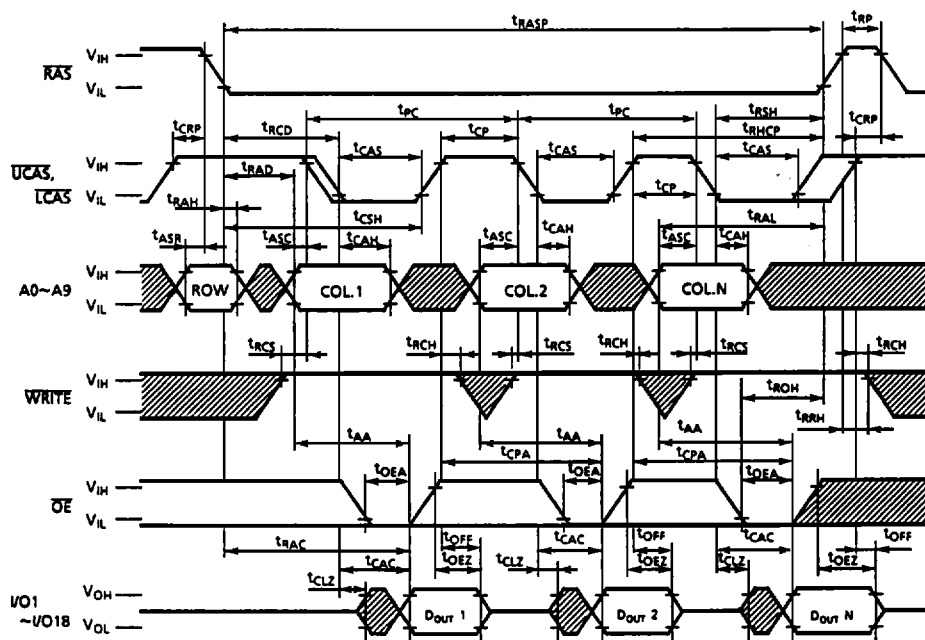 tRASP tRP
VIH
RAS
VIL
tPC tPC tRSH
tCRP tRCD tCP tRHCP tCRP
VIH
tCAS tCAS tCAS
UCAS,
LCAS
VIL
tRAD tCP
tRAH tCSH tRAL
tASR tASC tCAH tASC tCAH tASC tCAH
VIH
A0~A9 ROW COL.1 COL.2 COL.N
VIL
tRCS tRCH tRCS tRCH tRCS tRCH
VIH
WRITE
VIL
tROH
tRRH
tAA tAA tAA
tCPA tCPA
tOEA tOEA tOEA
VIH
OE
VIL
tRAC tOFF tCAC tOFF tCAC tOFF
tCAC tOEZ tCLZ tOEZ tCLZ tOEZ
tCLZ
VOH
I/O1
~I/O18 DOUT 1 DOUT 2 DOUT N
VOL